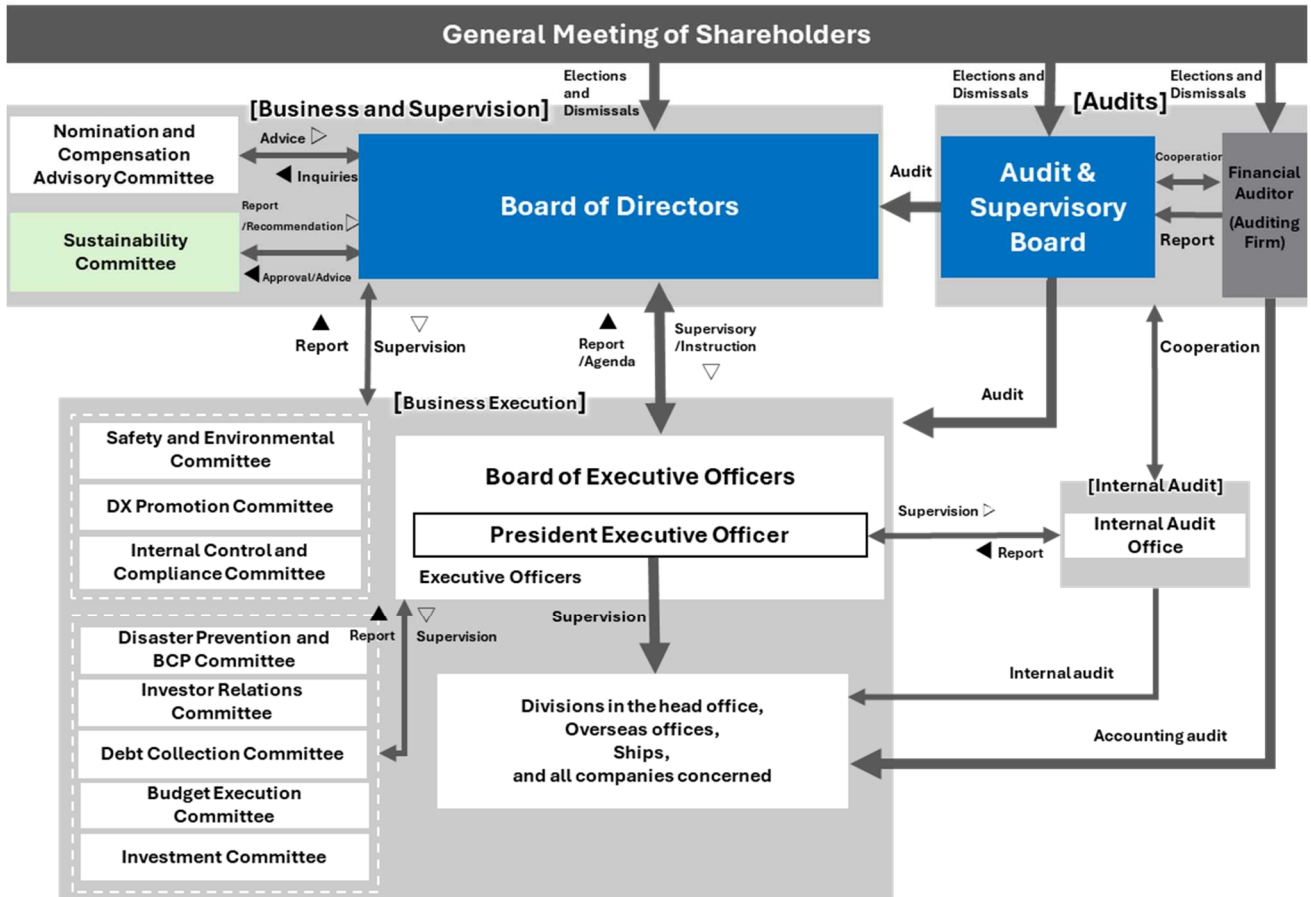 General Meeting of Shareholders
Elections
and
Dismissals
Elections and
Dismissals
Elections and
Dismissals
[Business and Supervision]
[Audits]
Nomination and
Compensation
Advisory Committee
Advice ▷
◀ Inquiries
Sustainability
Committee
Report
/Recommendation ▷
◀ Approval/Advice
Board of Directors
Audit
Audit &
Supervisory
Board
Cooperation
Report
Financial
Auditor
(Auditing
Firm)
▲
Report
▽
Supervision
▲
Report
/Agenda
Supervisory
/Instruction
▽
Audit
Cooperation
[Business Execution]
Safety and Environmental
Committee
DX Promotion Committee
Internal Control and
Compliance Committee
Board of Executive Officers
President Executive Officer
Executive Officers
Supervision ▷
◀ Report
[Internal Audit]
Internal Audit
Office
▲
Report
▽
Supervision
Supervision
Disaster Prevention and
BCP Committee
Investor Relations
Committee
Debt Collection Committee
Budget Execution
Committee
Investment Committee
Divisions in the head office,
Overseas offices,
Ships,
and all companies concerned
Internal audit
Accounting audit